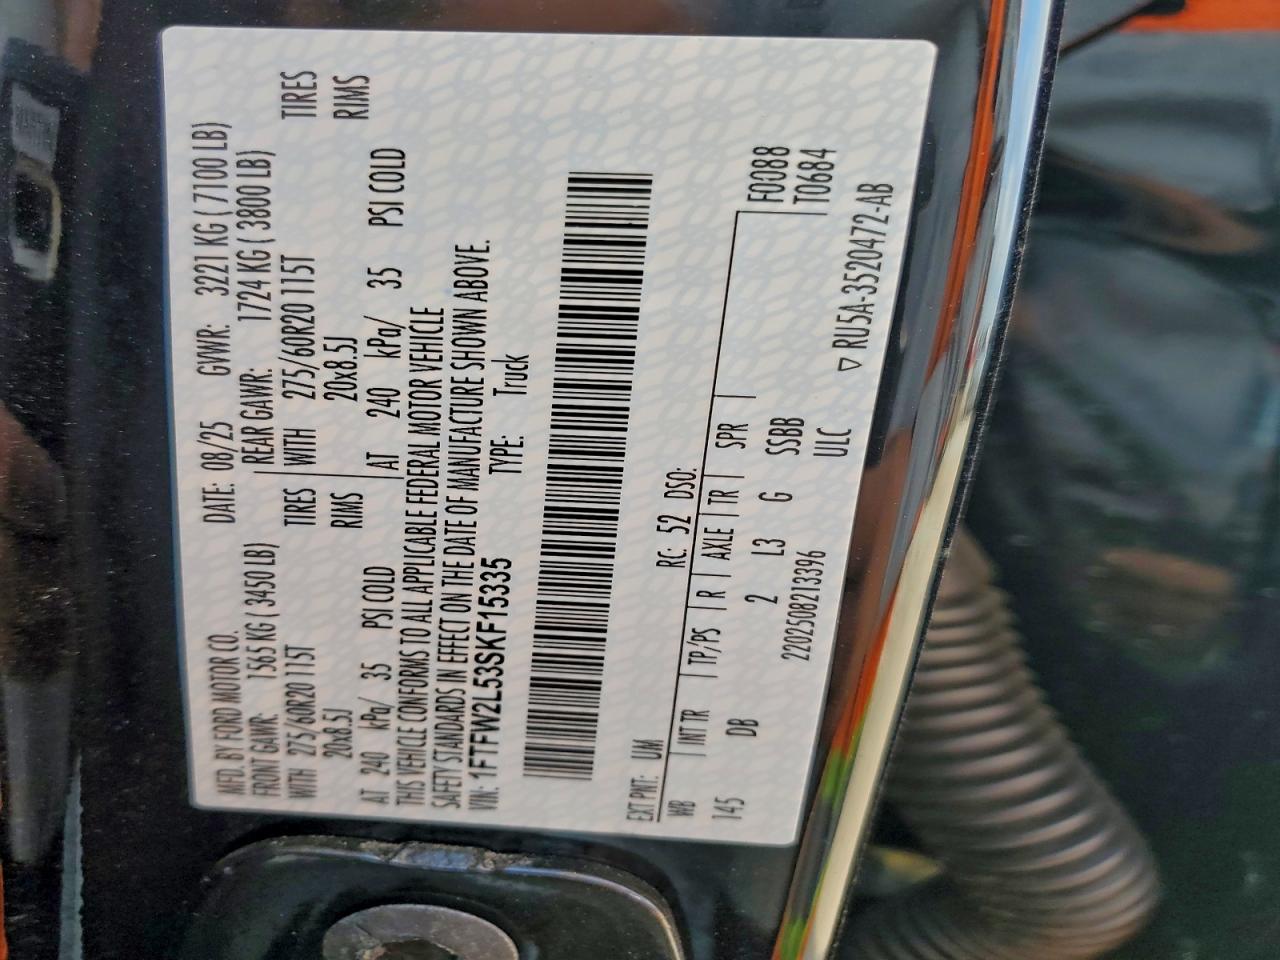 MFD. BY FORD MOTOR CO. DATE: 08/25 GVWR: 3221 KG ( 7100 LB)
FRONT GAWR: 1565 KG ( 3450 LB) REAR GAWR: 1724 KG ( 3800 LB)
WITH 275/60R20 115T TIRES WITH 275/60R20 115T TIRES
20x8.5J RIMS 20x8.5J RIMS
AT 240 kPa/ 35 PSI COLD AT 240 kPa/ 35 PSI COLD
THIS VEHICLE CONFORMS TO ALL APPLICABLE FEDERAL MOTOR VEHICLE
SAFETY STANDARDS IN EFFECT ON THE DATE OF MANUFACTURE SHOWN ABOVE.
VIN: 1FTFW2L53SKF15335 TYPE: Truck
EXT PNT: UM RC: 52 DSO:
WB INT TR TP/PS R AXLE TR SPR F0088
145 DB 2 L3 G SSBB T0684
2202508213396 ULC ▽ RU5A-3520472-AB